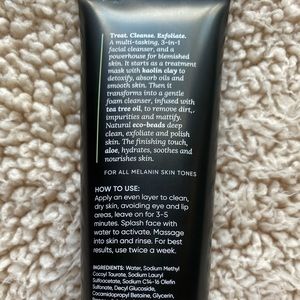 Treat. Cleanse. Exfoliate.
A multi-tasking, 3-in-1
facial cleanser, and a
powerhouse for blemished
skin. It starts as a treatment
mask with kaolin clay to
detoxify, absorb oils and
smooth skin. Then it
transforms into a gentle
foam cleanser, infused with
tea tree oil, to remove dirt,
impurities and mattify.
Natural eco-beads deep
clean, exfoliate and polish
skin. The finishing touch,
aloe, hydrates, soothes and
nourishes skin.
FOR ALL MELANIN SKIN TONES
HOW TO USE:
Apply an even layer to clean,
dry skin, avoiding eye and lip
areas, leave on for 3-5
minutes. Splash face with
water to activate. Massage
into skin and rinse. For best
results, use twice a week.
INGREDIENTS: Water, Sodium Methyl
Cocoyl Taurate, Sodium Lauryl
Sulfoacetate, Sodium C14-16 Olefin
Sulfonate, Decyl Glucoside,
Cocamidopropyl Betaine, Glycerin,